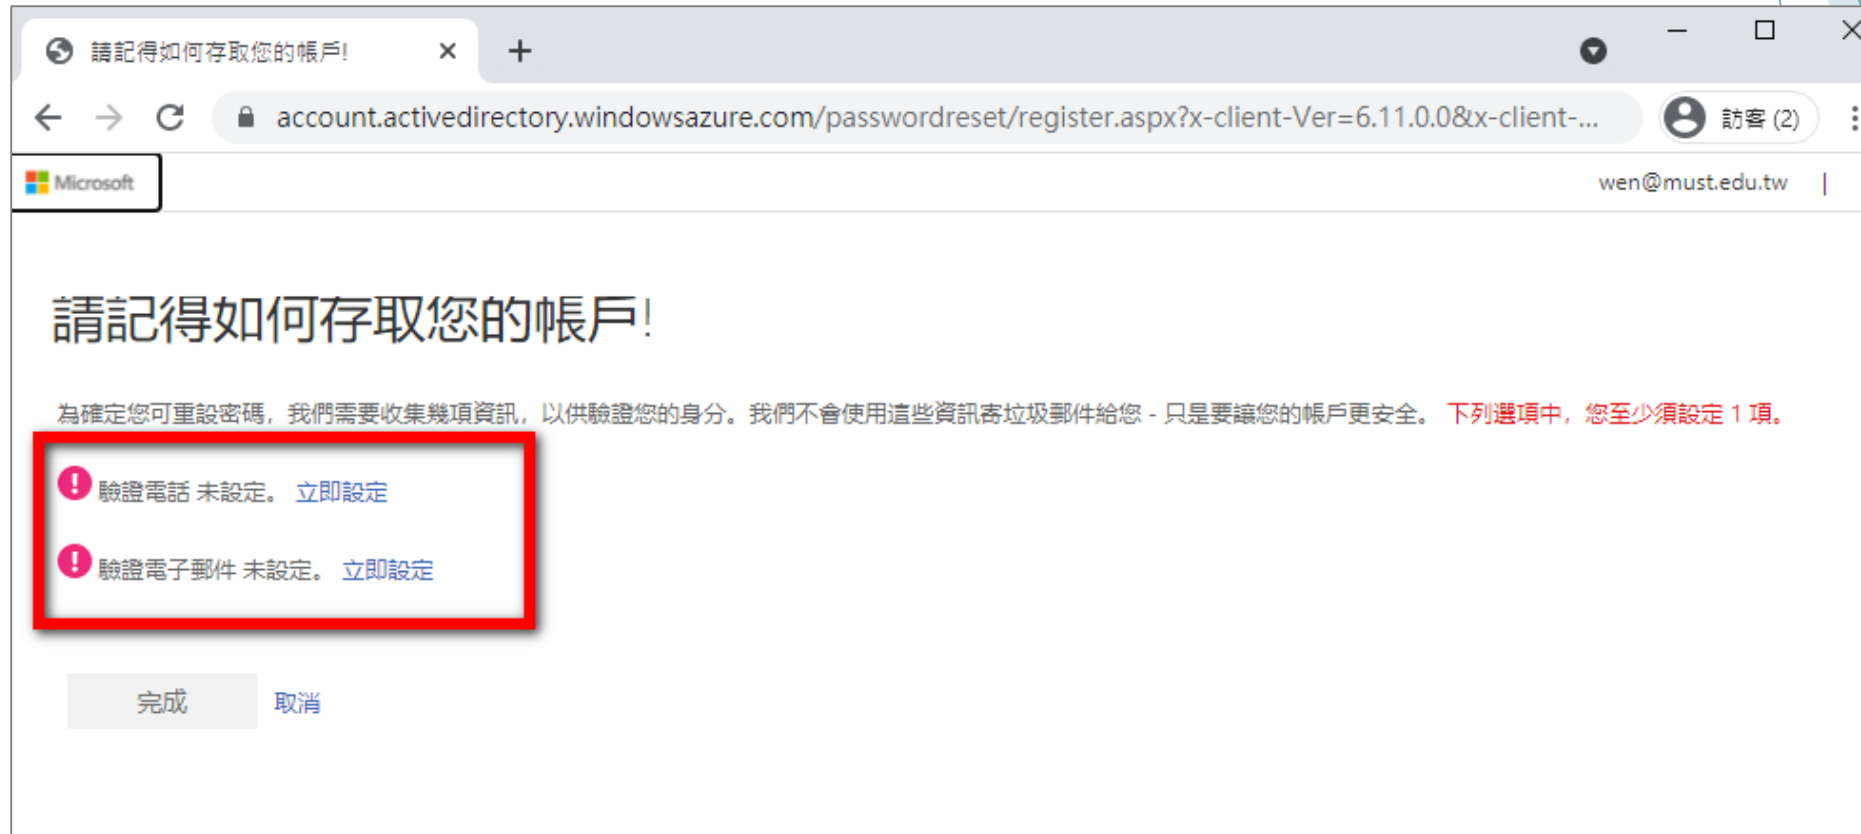 請記得如何存取您的帳戶!
account.activedirectory.windowsazure.com/passwordreset/register.aspx?x-client-Ver=6.11.0.0&x-client-...
訪客 (2)
Microsoft
wen@must.edu.tw |
請記得如何存取您的帳戶!
為確定您可重設密碼，我們需要收集幾項資訊，以供驗證您的身分。我們不會使用這些資訊寄垃圾郵件給您 - 只是要讓您的帳戶更安全。 下列選項中，您至少須設定 1 項。
驗證電話 未設定。 立即設定
驗證電子郵件 未設定。 立即設定
完成 取消